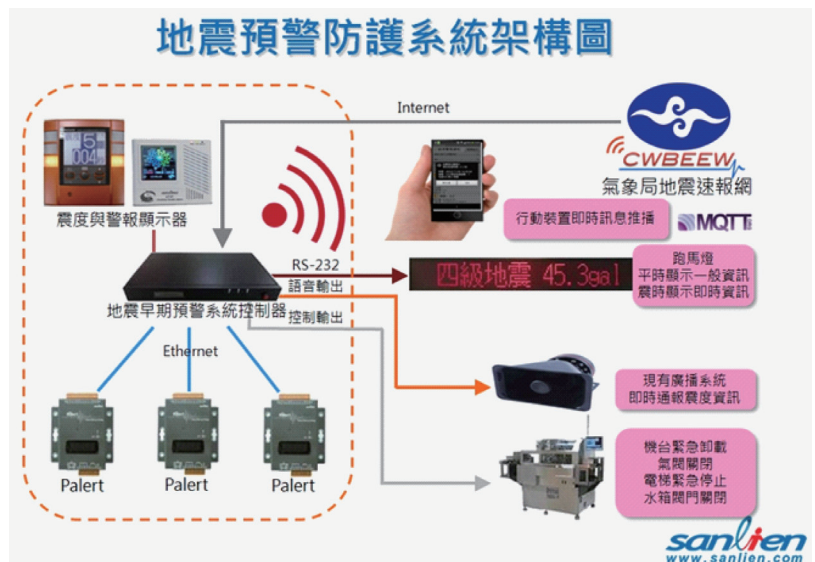 地震預警防護系統架構圖
Internet
CWBEEW
氣象局地震速報網
震度與警報顯示器
行動裝置即時訊息推播
MQTT
跑馬燈
平時顯示一般資訊
震時顯示即時資訊
RS-232
四級地震 45.3gal
語音輸出
地震早期預警系統控制器
控制輸出
Ethernet
現有廣播系統
即時通報震度資訊
Palert
Palert
Palert
機台緊急卸載
氣閥關閉
電梯緊急停止
水箱閥門關閉
sanlien
www.sanlien.com